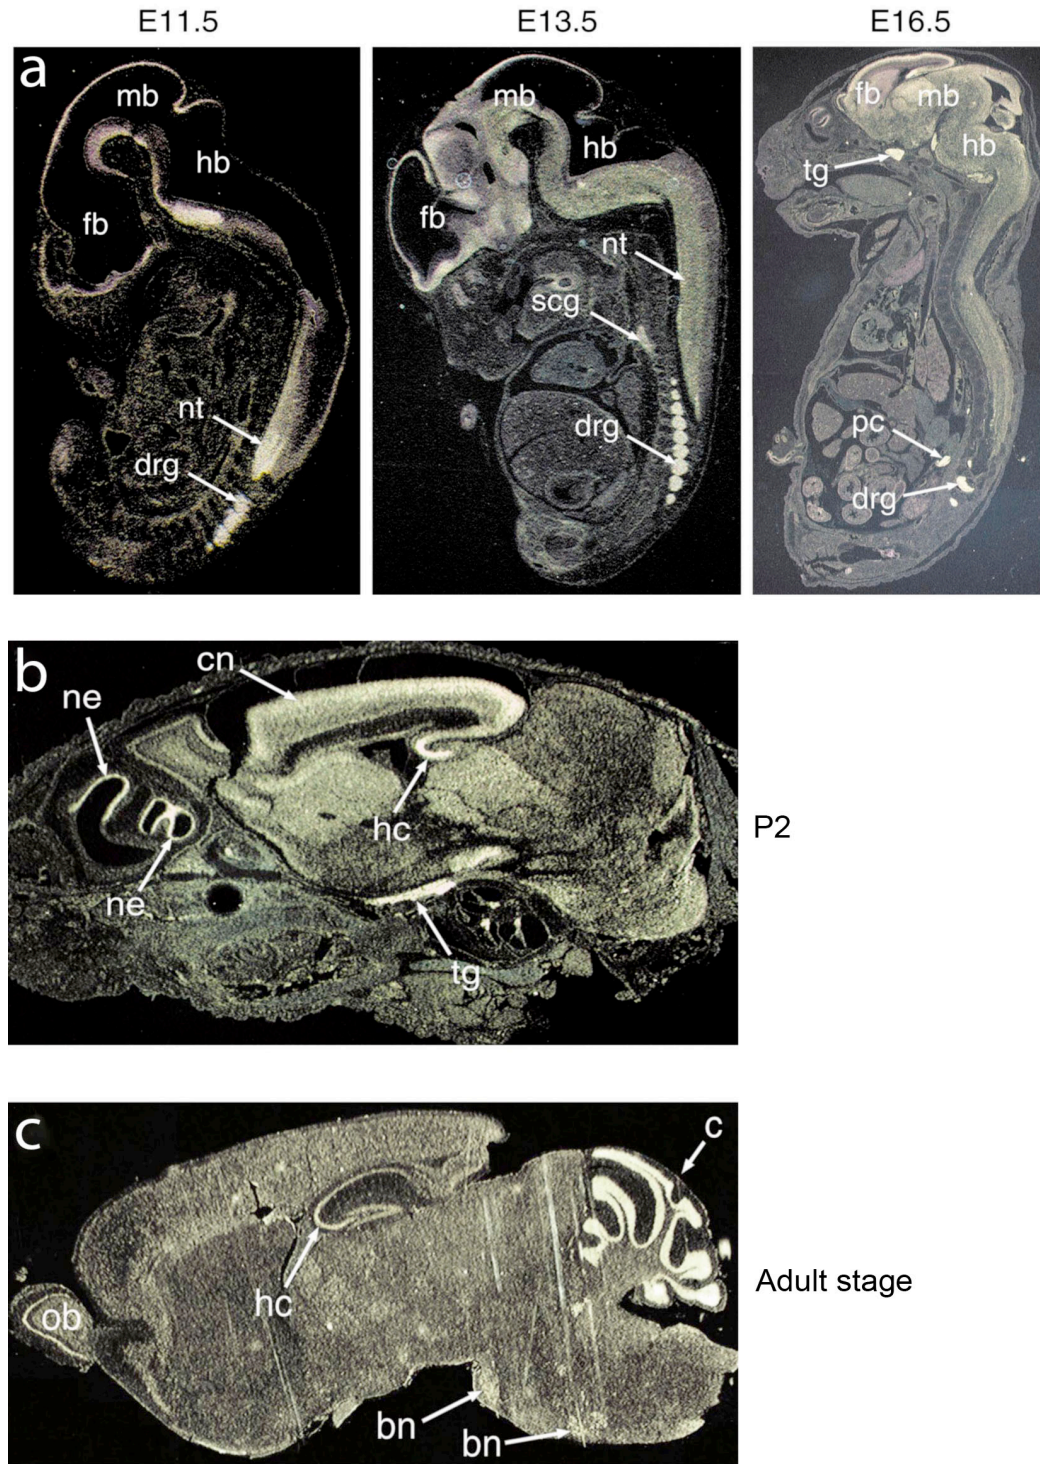 E11.5 E13.5 E16.5
a
mb
hb
fb
nt
drg
mb
hb
fb
nt
scg
drg
fb
mb
hb
tg
pc
drg
b
cn
ne
hc
ne
tg
P2
c
c
hc
ob
bn
bn
Adult stage